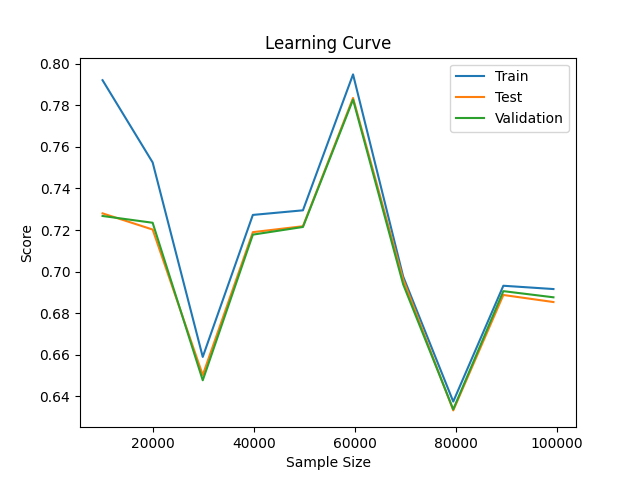 Learning Curve
0.80
0.78
0.76
0.74
0.72
0.70
0.68
0.66
0.64
Score
Train
Test
Validation
20000 40000 60000 80000 100000
Sample Size